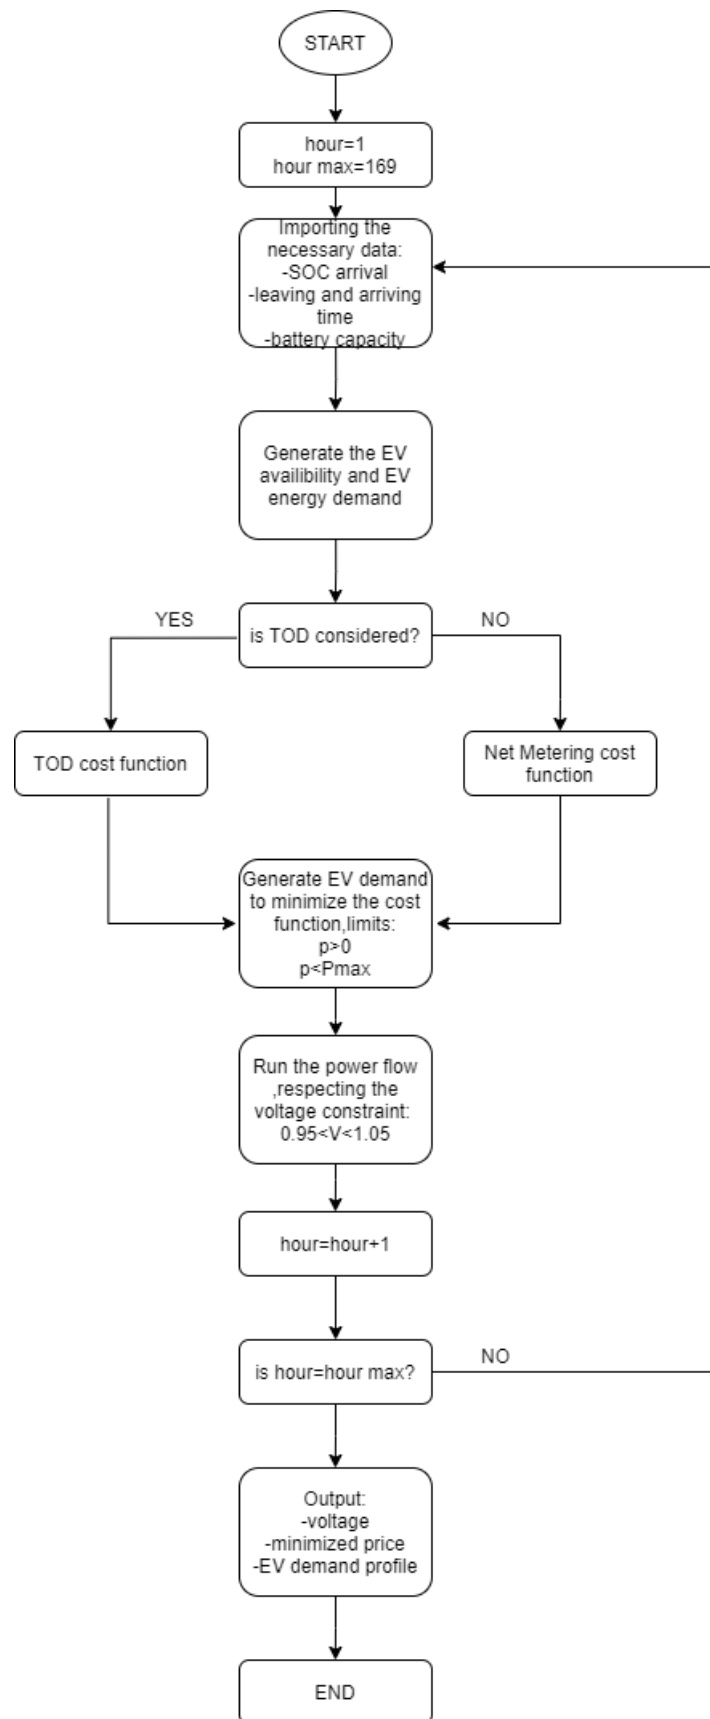 START
hour=1
hour max=169
Importing the
necessary data:
-SOC arrival
-leaving and arriving
time
-battery capacity
Generate the EV
availibility and EV
energy demand
YES
is TOD considered?
NO
TOD cost function
Net Metering cost
function
Generate EV demand
to minimize the cost
function,limits:
p>0
p<Pmax
Run the power flow
,respecting the
voltage constraint:
0.95<V<1.05
hour=hour+1
is hour=hour max?
NO
Output:
-voltage
-minimized price
-EV demand profile
END